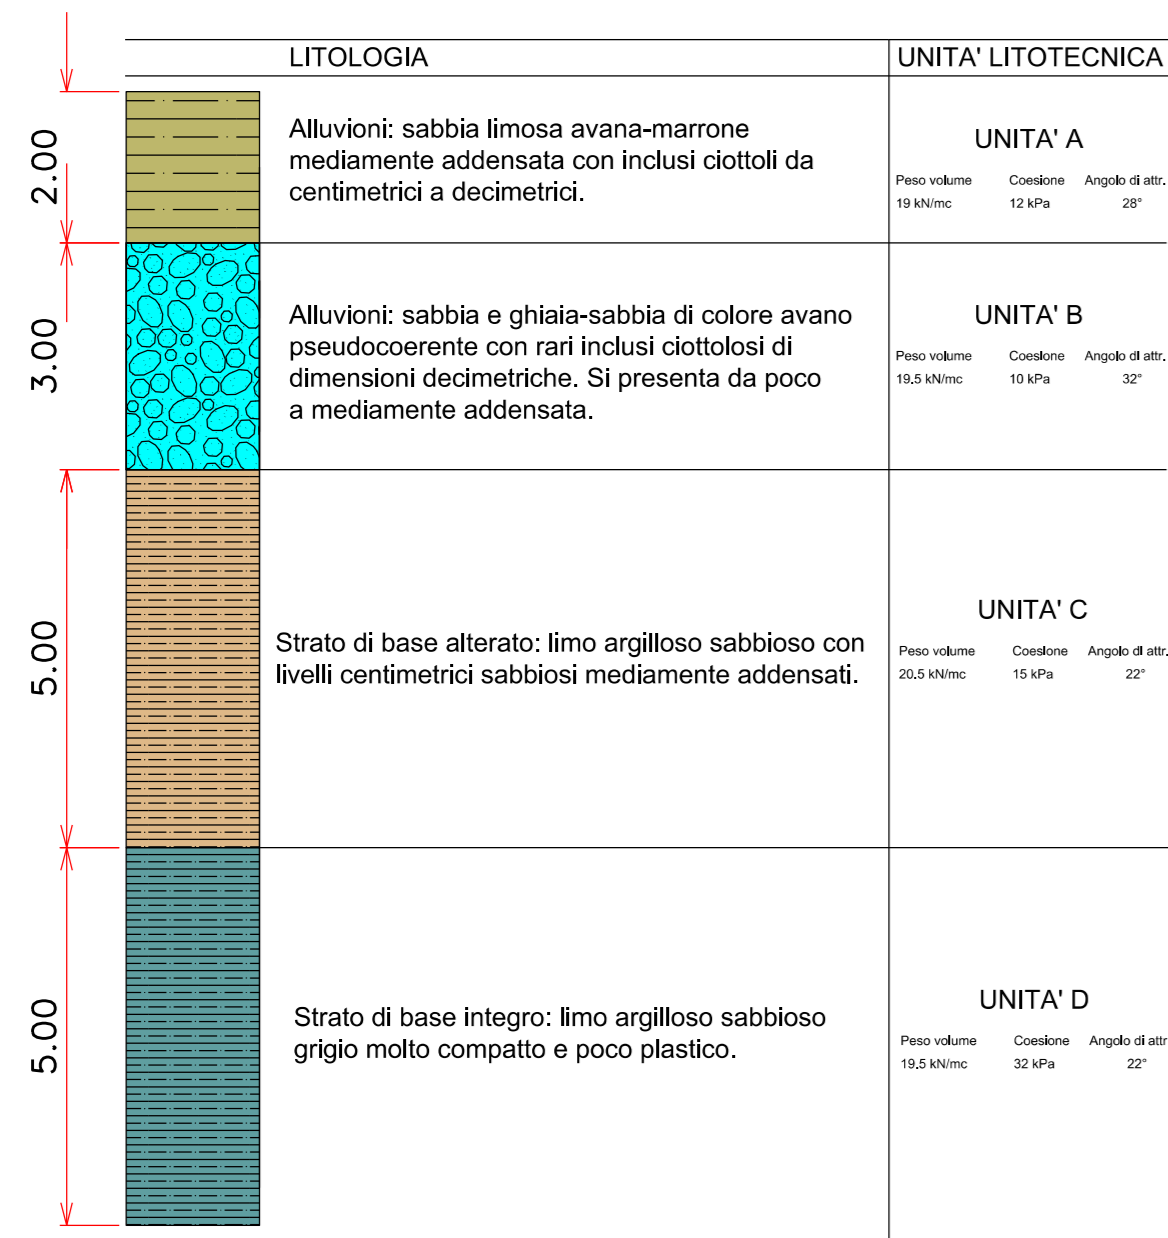 LITOLOGIA
UNITA' LITOTECNICA
2.00
Alluvioni: sabbia limosa avana-marrone
mediamente addensata con inclusi ciottoli da
centimetrici a decimetrici.
UNITA' A
Peso volume Coesione Angolo di attr.
19 kN/mc 12 kPa 28°
3.00
Alluvioni: sabbia e ghiaia-sabbia di colore avano
pseudocoerente con rari inclusi ciottolosi di
dimensioni decimetriche. Si presenta da poco
a mediamente addensata.
UNITA' B
Peso volume Coesione Angolo di attr.
19.5 kN/mc 10 kPa 32°
5.00
Strato di base alterato: limo argilloso sabbioso con
livelli centimetrici sabbiosi mediamente addensati.
UNITA' C
Peso volume Coesione Angolo di attr.
20.5 kN/mc 15 kPa 22°
5.00
Strato di base integro: limo argilloso sabbioso
grigio molto compatto e poco plastico.
UNITA' D
Peso volume Coesione Angolo di attr
19.5 kN/mc 32 kPa 22°